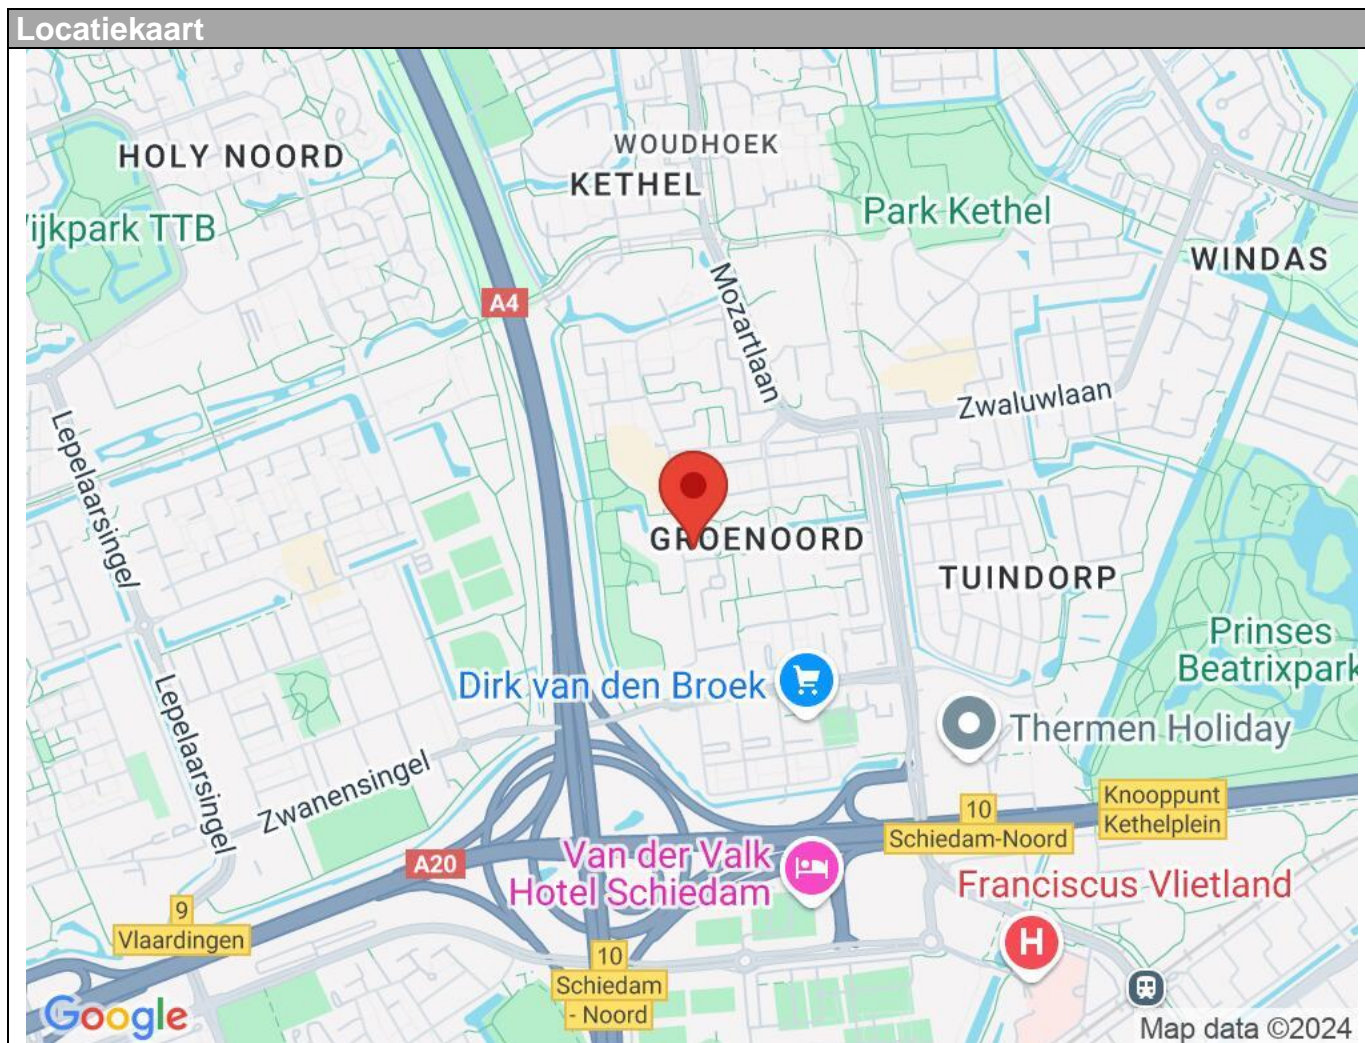 Locatiekaart
WOUDHOEK
HOLY NOORD
KETHEL
Park Kethel
ijkpark TTB
WINDAS
Mozartlaan
A4
Zwaluwlaan
Lepelaarsingel
GROENOORD
TUINDORP
Prinses
Beatrixpark
Dirk van den Broek
Thermen Holiday
Lepelaarsingel
Zwanensingel
Knooppunt
Kethelplein
10
Schiedam-Noord
A20
Van der Valk
Hotel Schiedam
Franciscus Vlietland
9
Vlaardingen
H
10
Schiedam
- Noord
Google
Map data ©2024